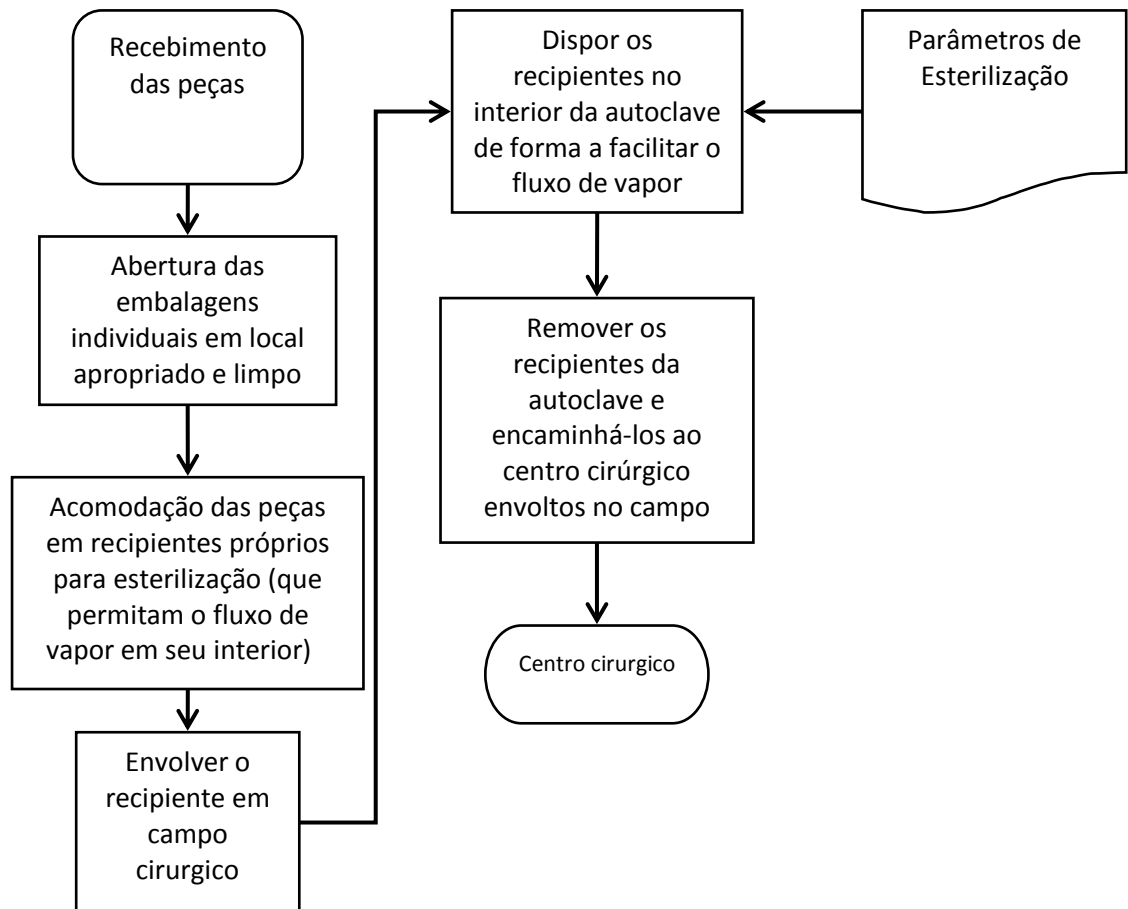 Recebimento
das peças
Abertura das
embalagens
individuais em local
apropriado e limpo
Acomodação das peças
em recipientes próprios
para esterilização (que
permitam o fluxo de
vapor em seu interior)
Envolver o
recipiente em
campo
cirurgico
Dispor os
recipientes no
interior da autoclave
de forma a facilitar o
fluxo de vapor
Parâmetros de
Esterilização
Remover os
recipientes da
autoclave e
encaminhá-los ao
centro cirúrgico
envoltos no campo
Centro cirurgico